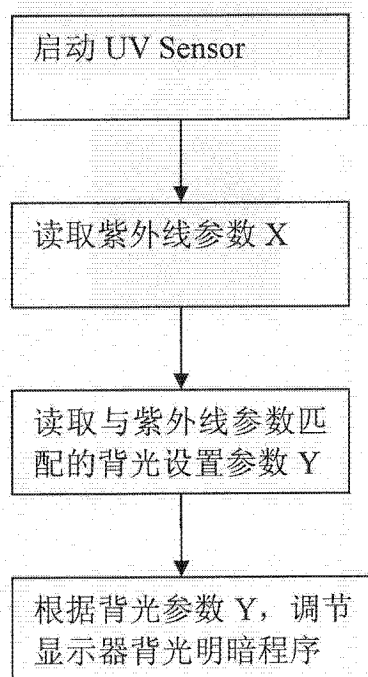 启动 UV Sensor
读取紫外线参数 X
读取与紫外线参数匹
配的背光设置参数 Y
根据背光参数 Y，调节
显示器背光明暗程序